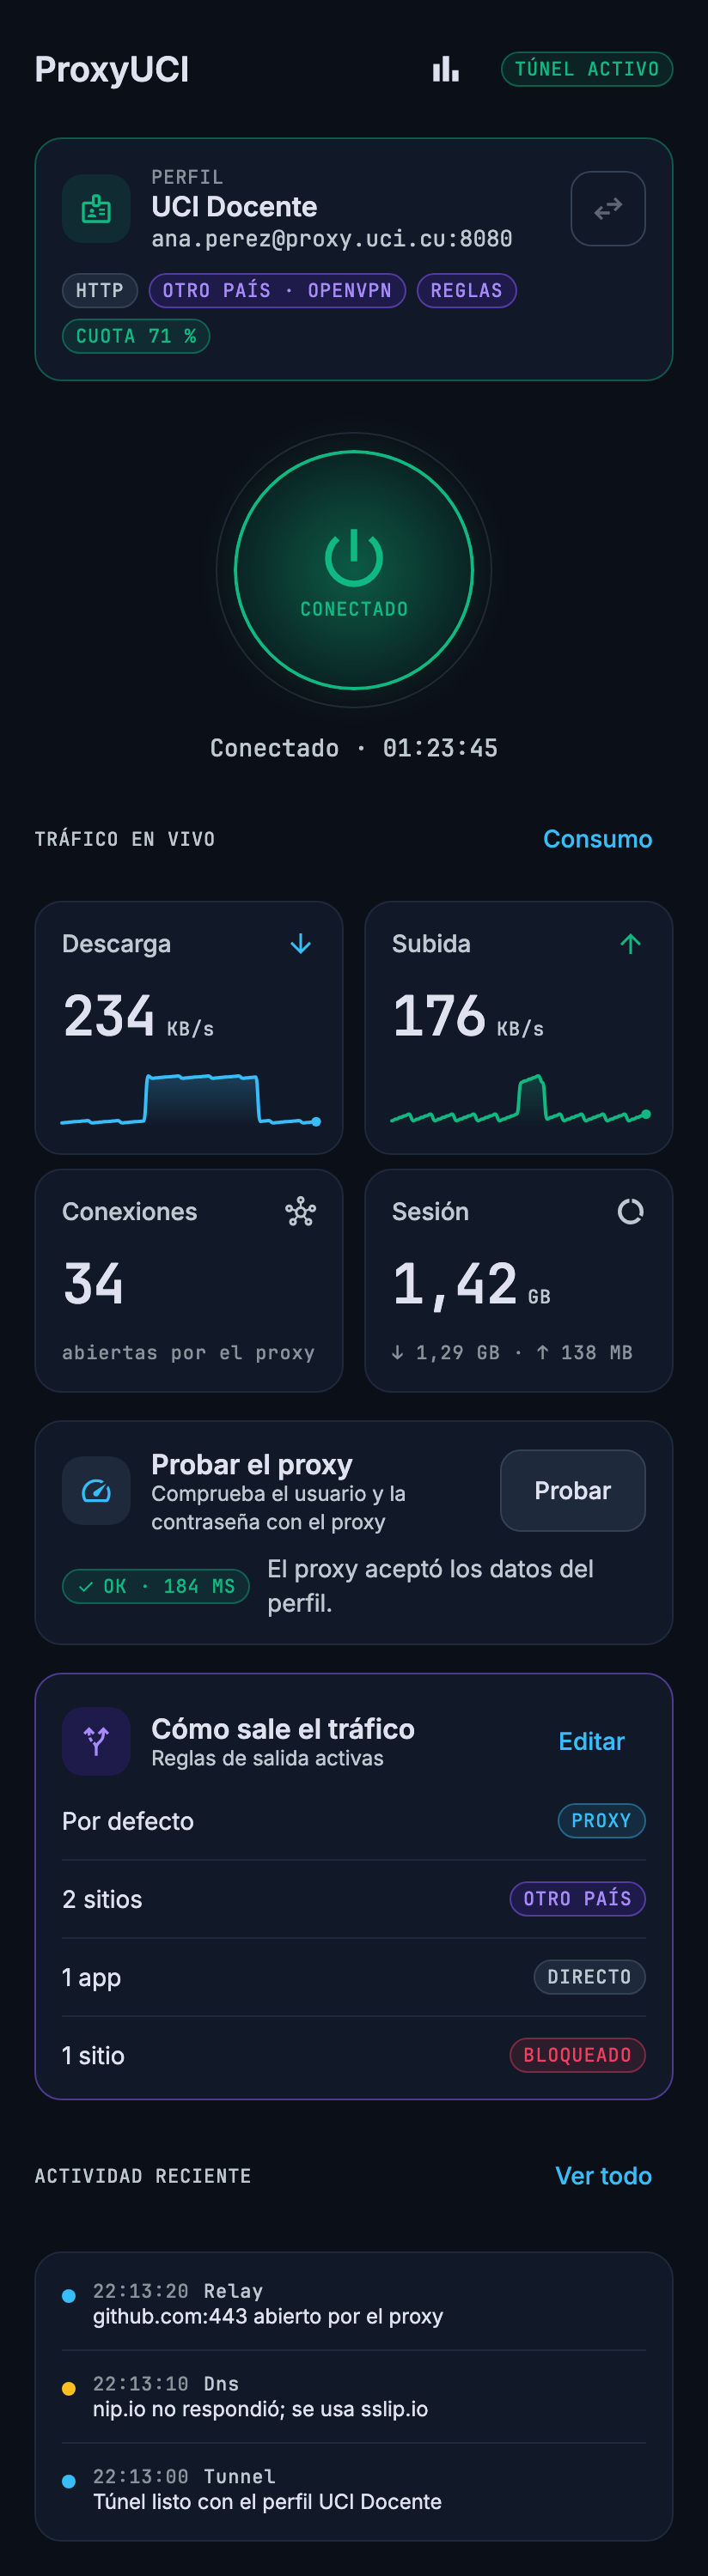 ProxyUCI
TÚNEL ACTIVO
PERFIL
UCI Docente
ana.perez@proxy.uci.cu:8080
HTTP
OTRO PAÍS · OPENVPN
REGLAS
CUOTA 71 %
CONECTADO
Conectado · 01:23:45
TRÁFICO EN VIVO
Consumo
Descarga
234 KB/s
Subida
176 KB/s
Conexiones
34
abiertas por el proxy
Sesión
1,42 GB
↓ 1,29 GB · ↑ 138 MB
Probar el proxy
Comprueba el usuario y la
contraseña con el proxy
Probar
✓ OK · 184 MS
El proxy aceptó los datos del
perfil.
Cómo sale el tráfico
Reglas de salida activas
Editar
Por defecto
PROXY
2 sitios
OTRO PAÍS
1 app
DIRECTO
1 sitio
BLOQUEADO
ACTIVIDAD RECIENTE
Ver todo
22:13:20 Relay
github.com:443 abierto por el proxy
22:13:10 Dns
nip.io no respondió; se usa sslip.io
22:13:00 Tunnel
Túnel listo con el perfil UCI Docente